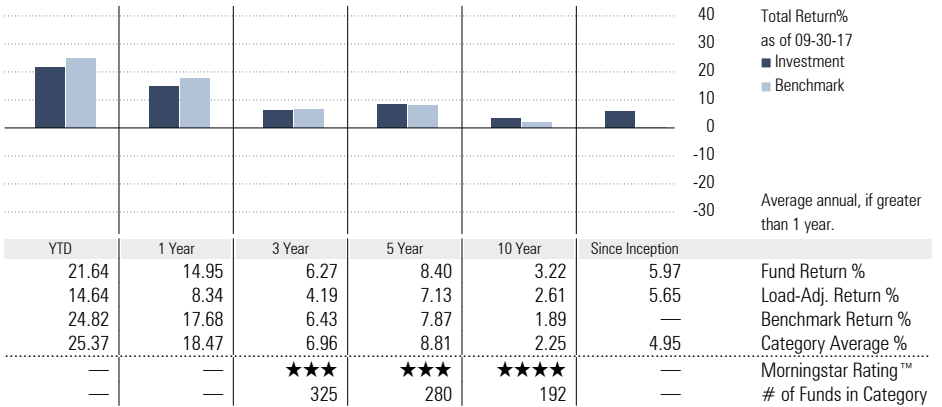 40
30
20
10
0
-10
-20
-30
Total Return%
as of 09-30-17
Investment
Benchmark
Average annual, if greater
than 1 year.
YTD 1 Year 3 Year 5 Year 10 Year Since Inception
21.64 14.95 6.27 8.40 3.22 5.97 Fund Return %
14.64 8.34 4.19 7.13 2.61 5.65 Load-Adj. Return %
24.82 17.68 6.43 7.87 1.89 — Benchmark Return %
25.37 18.47 6.96 8.81 2.25 4.95 Category Average %
— — ★★★ ★★★ ★★★★ — Morningstar Rating™
— — 325 280 192 — # of Funds in Category